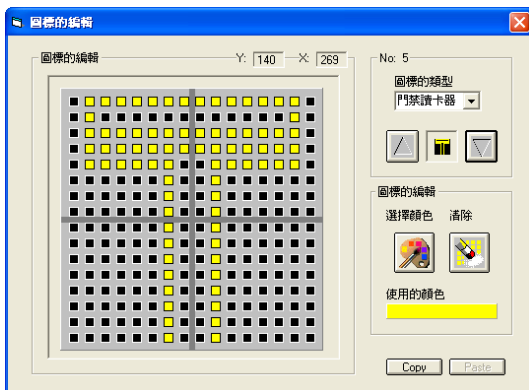 圖標的編輯
圖標的編輯
Y: 140 X: 269
No: 5
圖標的類型
門禁讀卡器
圖標的編輯
選擇顏色 清除
使用的顏色
Copy Paste